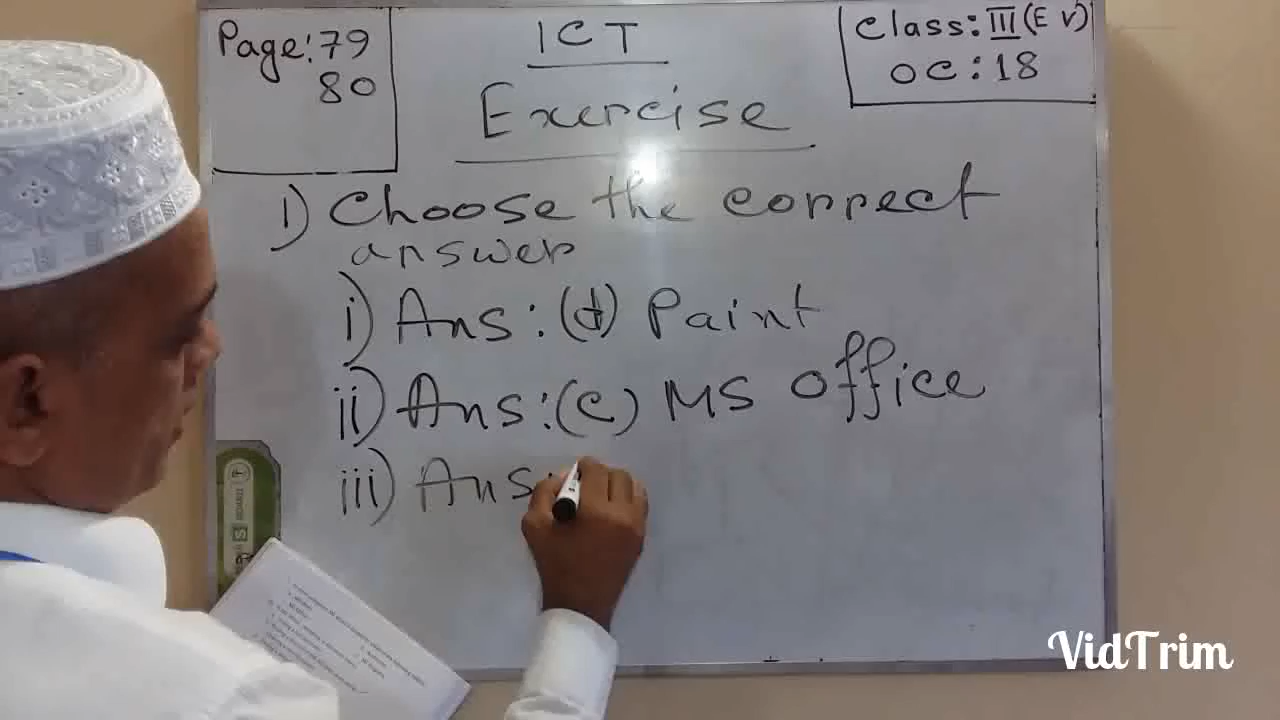 Page: 79
80
ICT
Class: III (E V)
OC: 18
Exercise
1) Choose the correct
answer
i) Ans: (d) Paint
ii) Ans: (c) MS Office
iii) Ans:
VidTrim